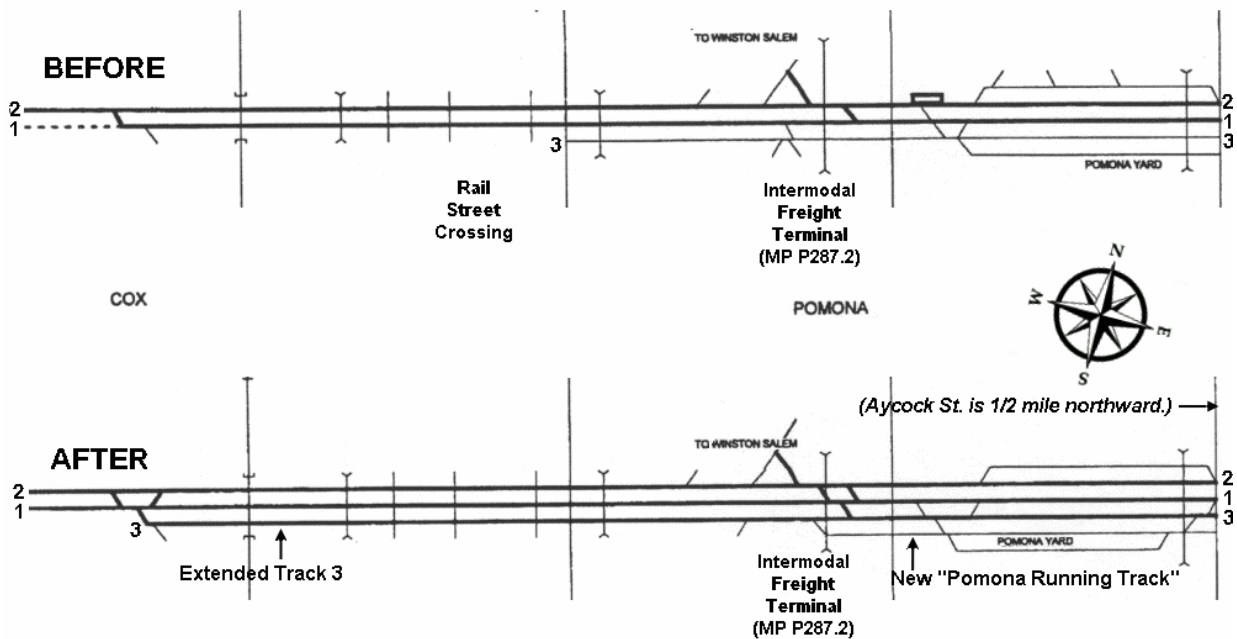 TO WINSTON SALEM
BEFORE
2
1
2
1
3
3
POMONA YARD
Rail
Street
Crossing
Intermodal
Freight
Terminal
(MP P287.2)
N
W
E
S
COX
POMONA
(Aycock St. is 1/2 mile northward.)
TO WINSTON SALEM
AFTER
2
1
3
2
1
3
POMONA YARD
Extended Track 3
Intermodal
Freight
Terminal
(MP P287.2)
New "Pomona Running Track"